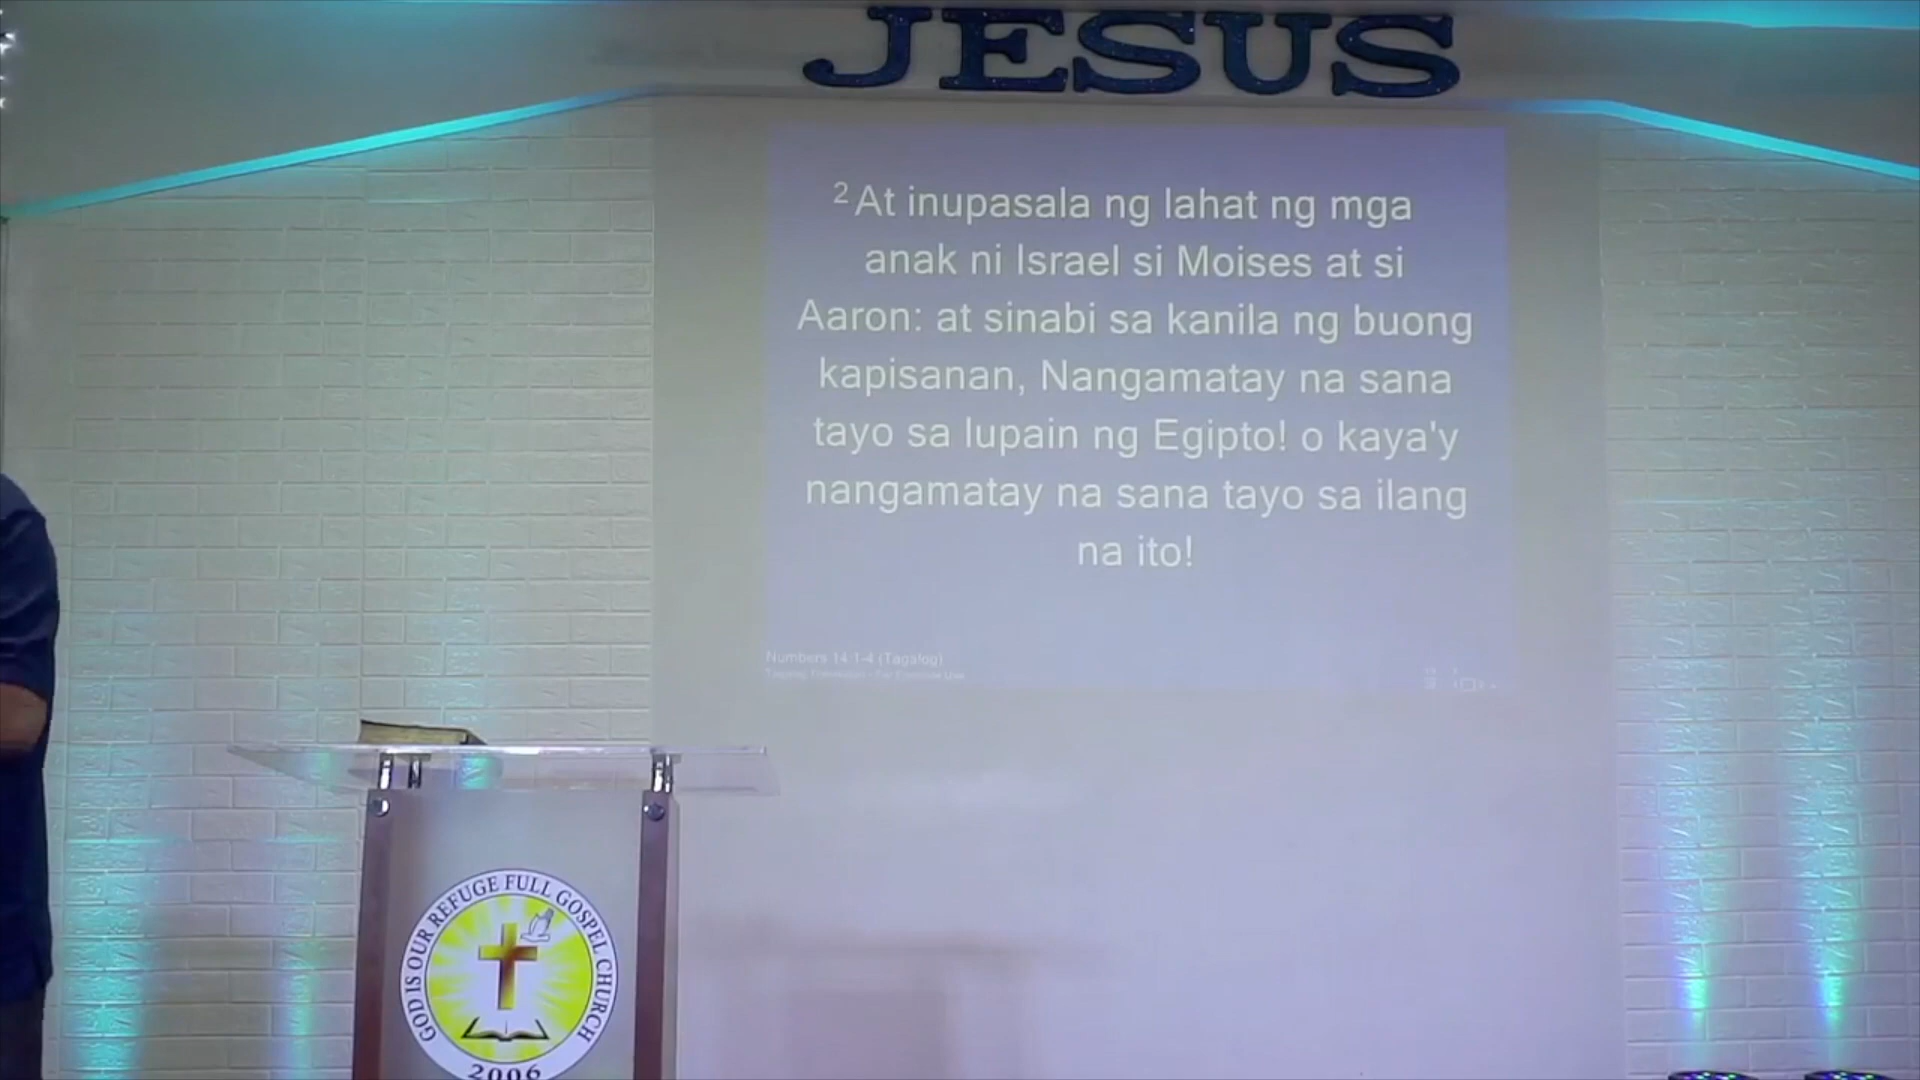 JESUS
2 At inupasala ng lahat ng mga
anak ni Israel si Moises at si
Aaron: at sinabi sa kanila ng buong
kapisanan, Nangamatay na sana
tayo sa lupain ng Egipto! o kaya'y
nangamatay na sana tayo sa ilang
na ito!
Numbers 14:1-4 (Tagalog)
GOD IS OUR REFUGE FULL GOSPEL CHURCH
2006